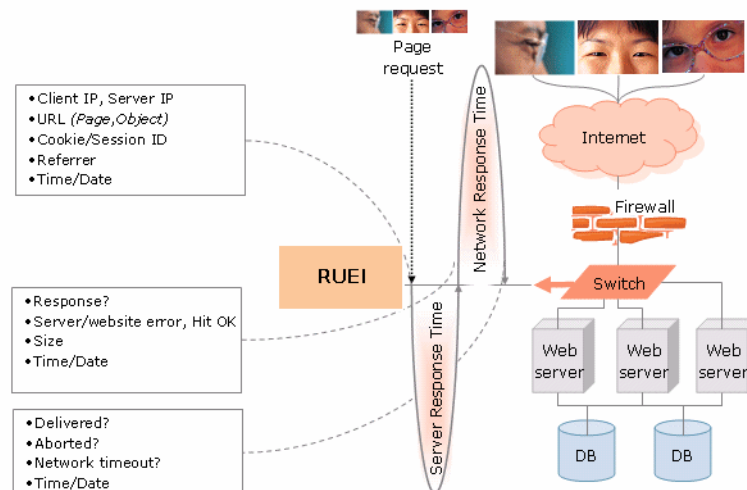 Page
request
• Client IP, Server IP
• URL (Page,Object)
• Cookie/Session ID
• Referrer
• Time/Date
Network Response Time
Internet
Firewall
RUEI
Switch
• Response?
• Server/website error, Hit OK
• Size
• Time/Date
Server Response Time
Web
server
Web
server
Web
server
• Delivered?
• Aborted?
• Network timeout?
• Time/Date
DB
DB